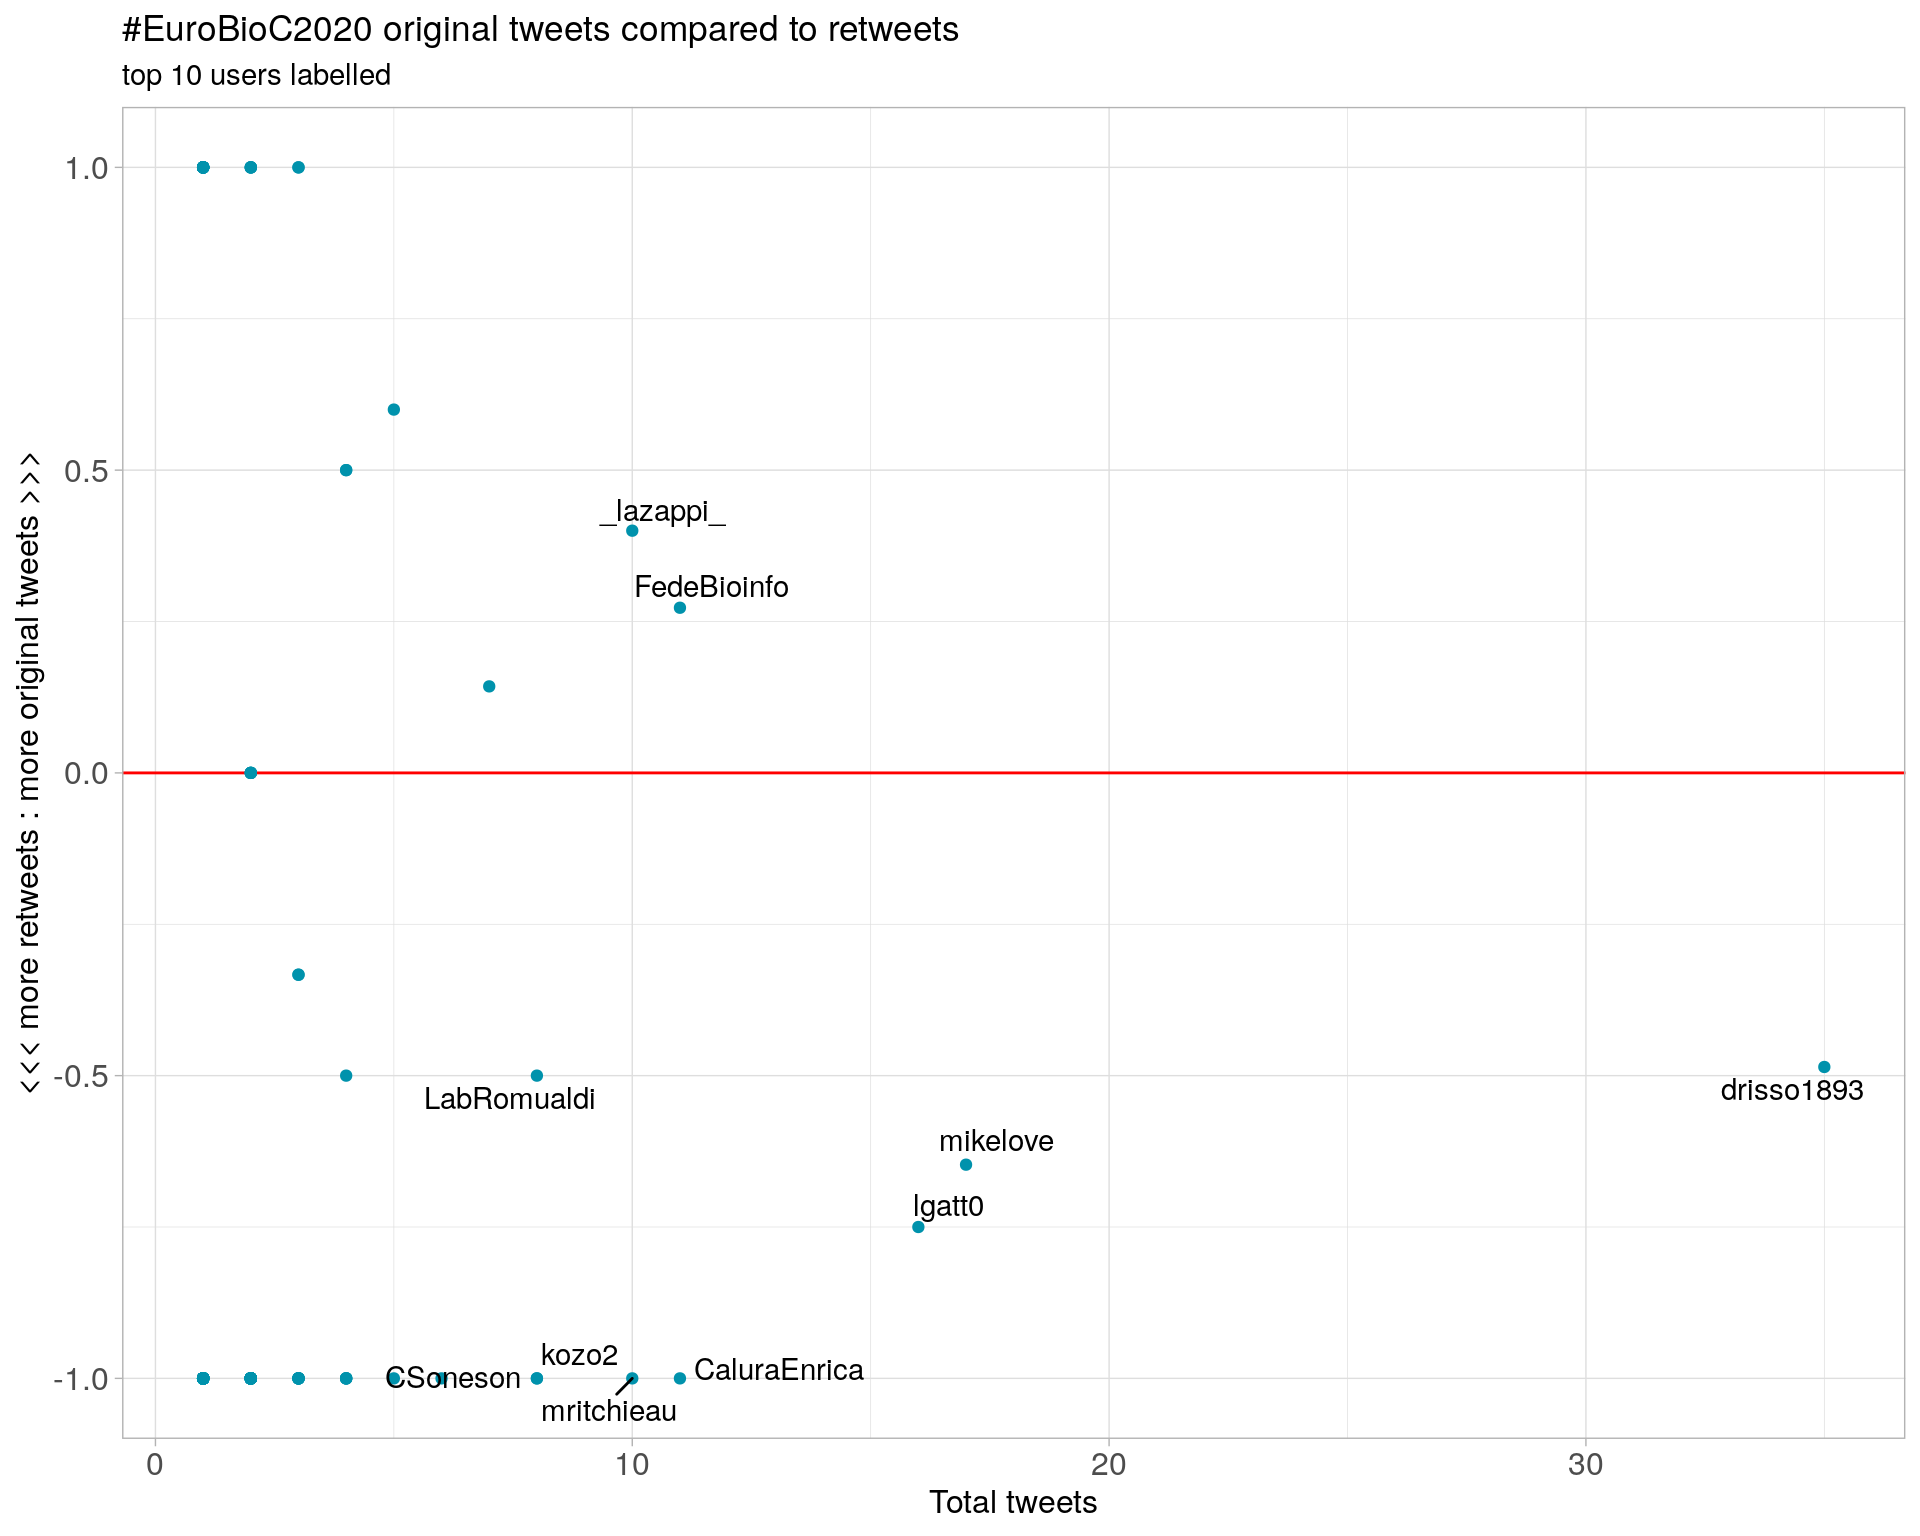 #EuroBioC2020 original tweets compared to retweets
top 10 users labelled
<<< more retweets : more original tweets >>>
1.0
0.5
0.0
-0.5
-1.0
_lazappi_
FedeBioinfo
LabRomualdi
drisso1893
mikelove
lgatt0
kozo2
CaluraEnrica
CSoneson
mritchieau
0 10 20 30
Total tweets